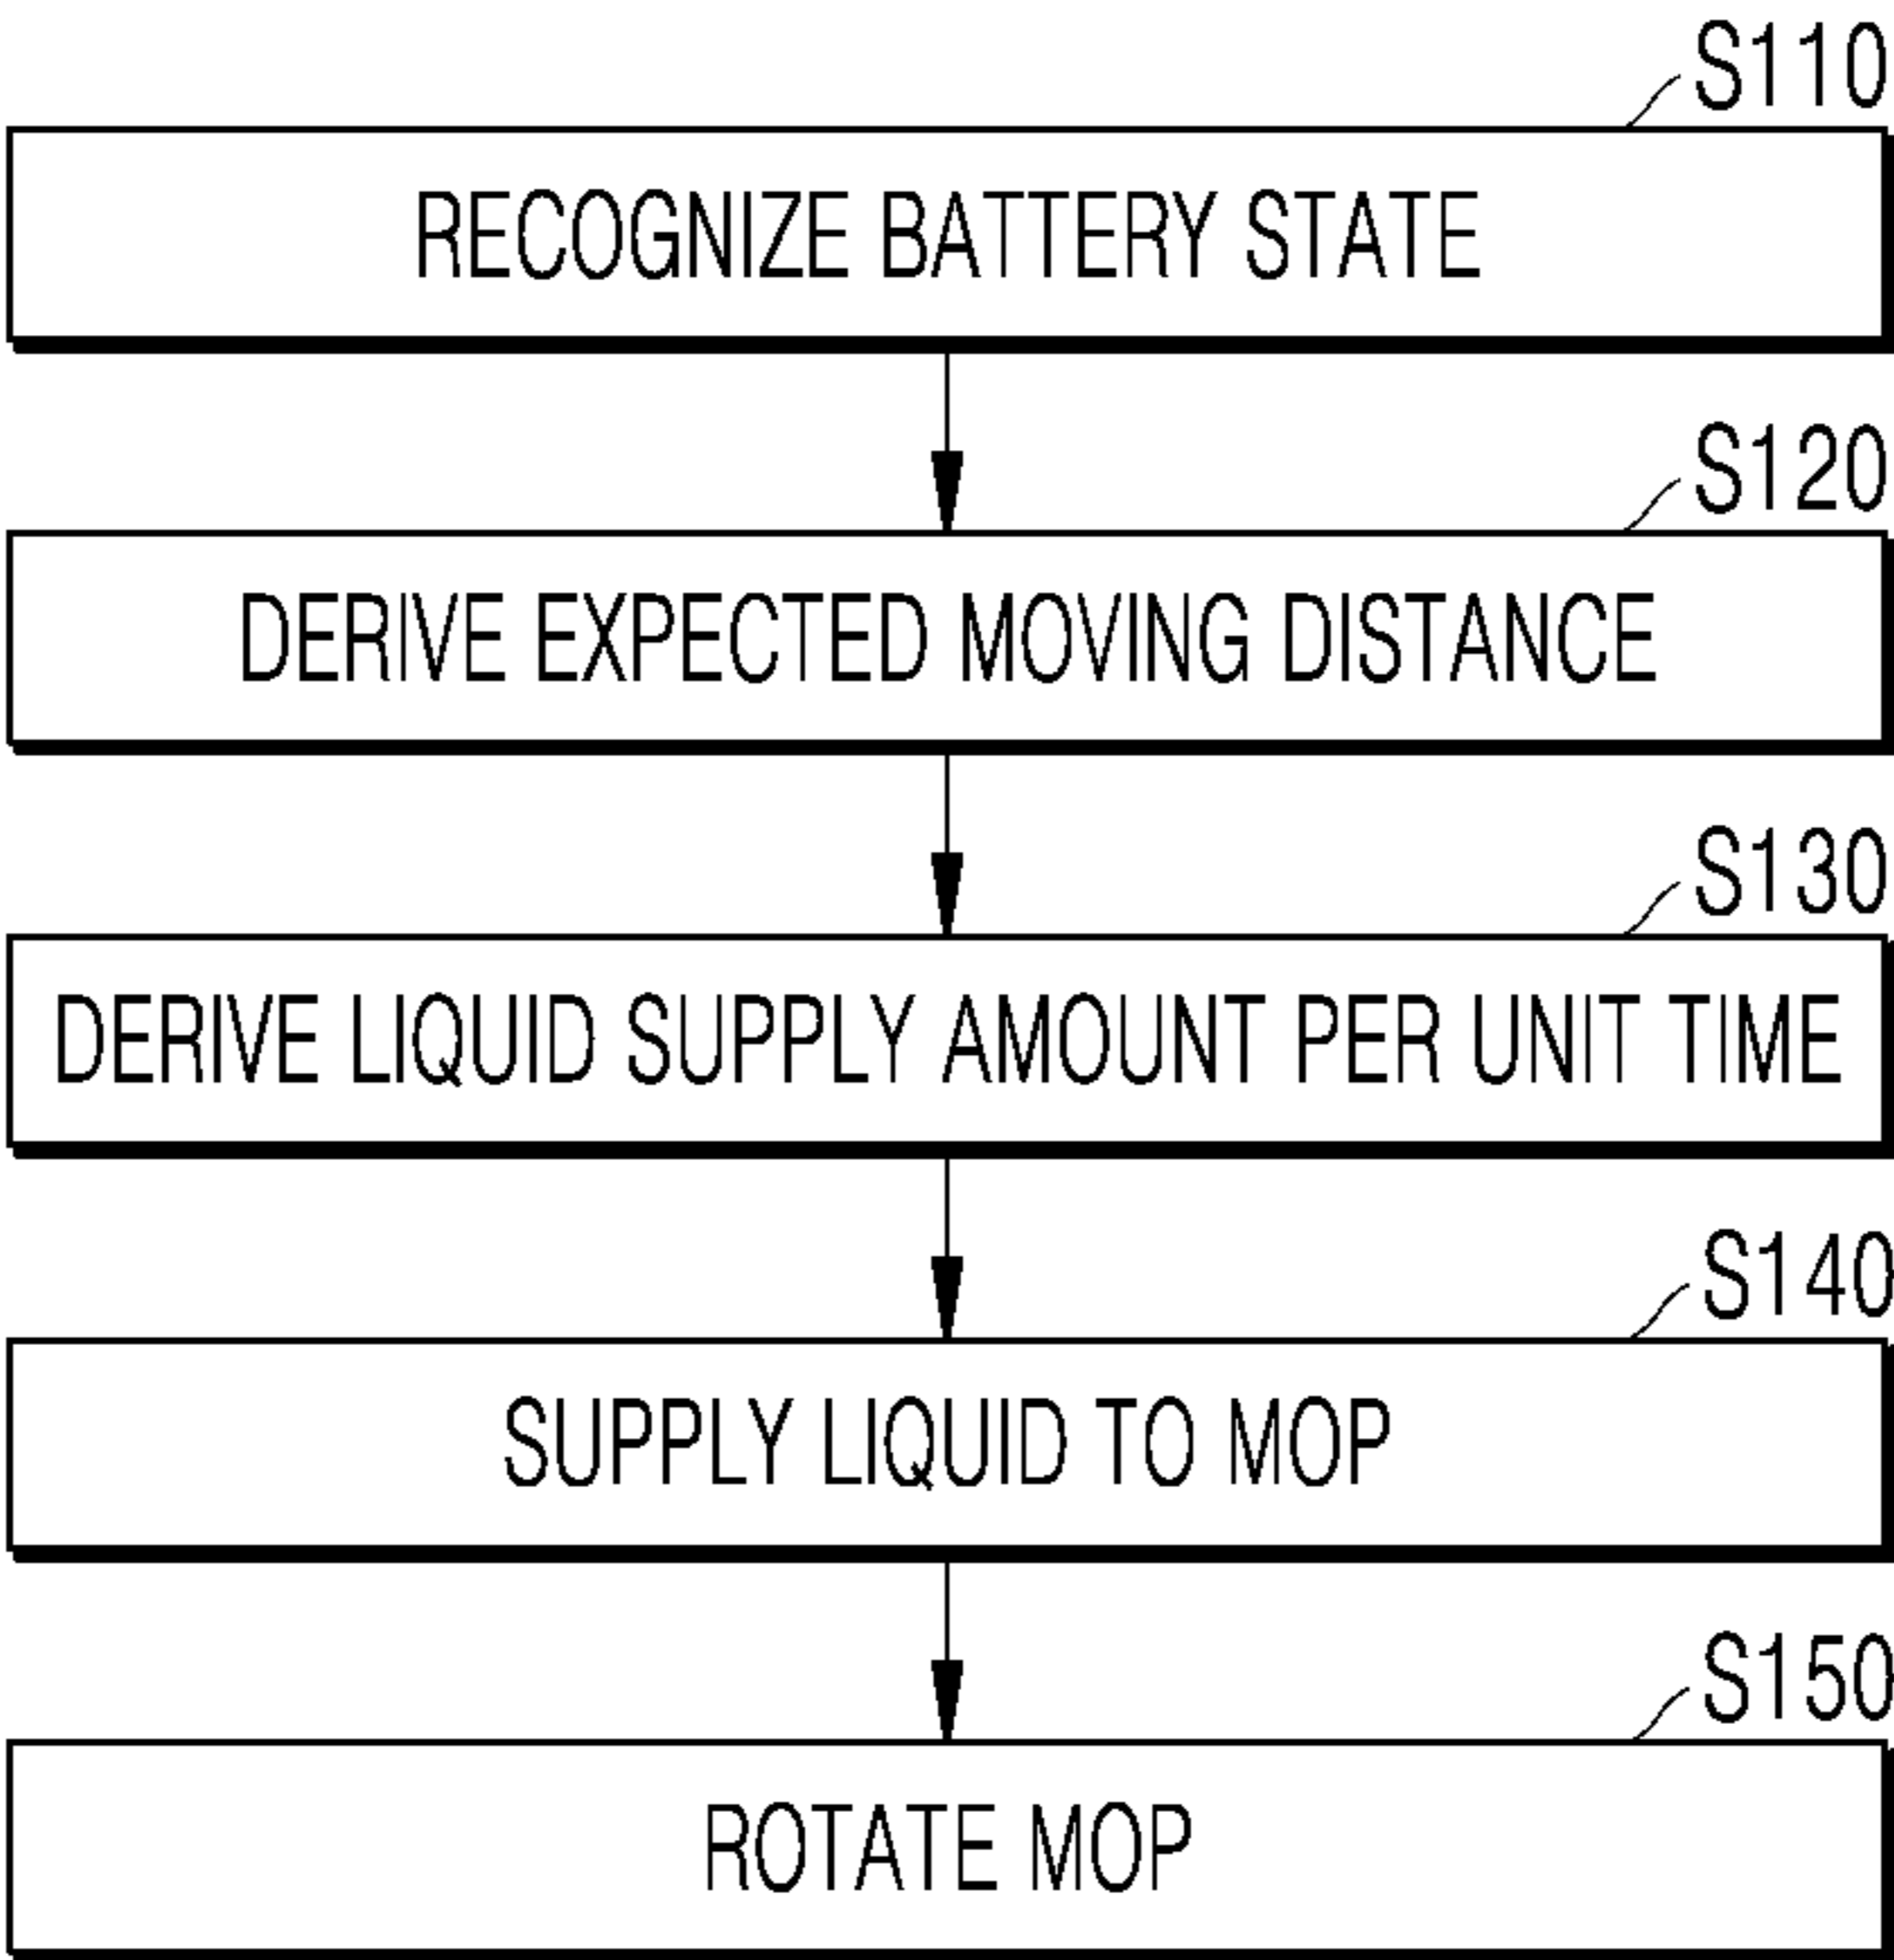 S110
RECOGNIZE BATTERY STATE
S120
DERIVE EXPECTED MOVING DISTANCE
S130
DERIVE LIQUID SUPPLY AMOUNT PER UNIT TIME
S140
SUPPLY LIQUID TO MOP
S150
ROTATE MOP